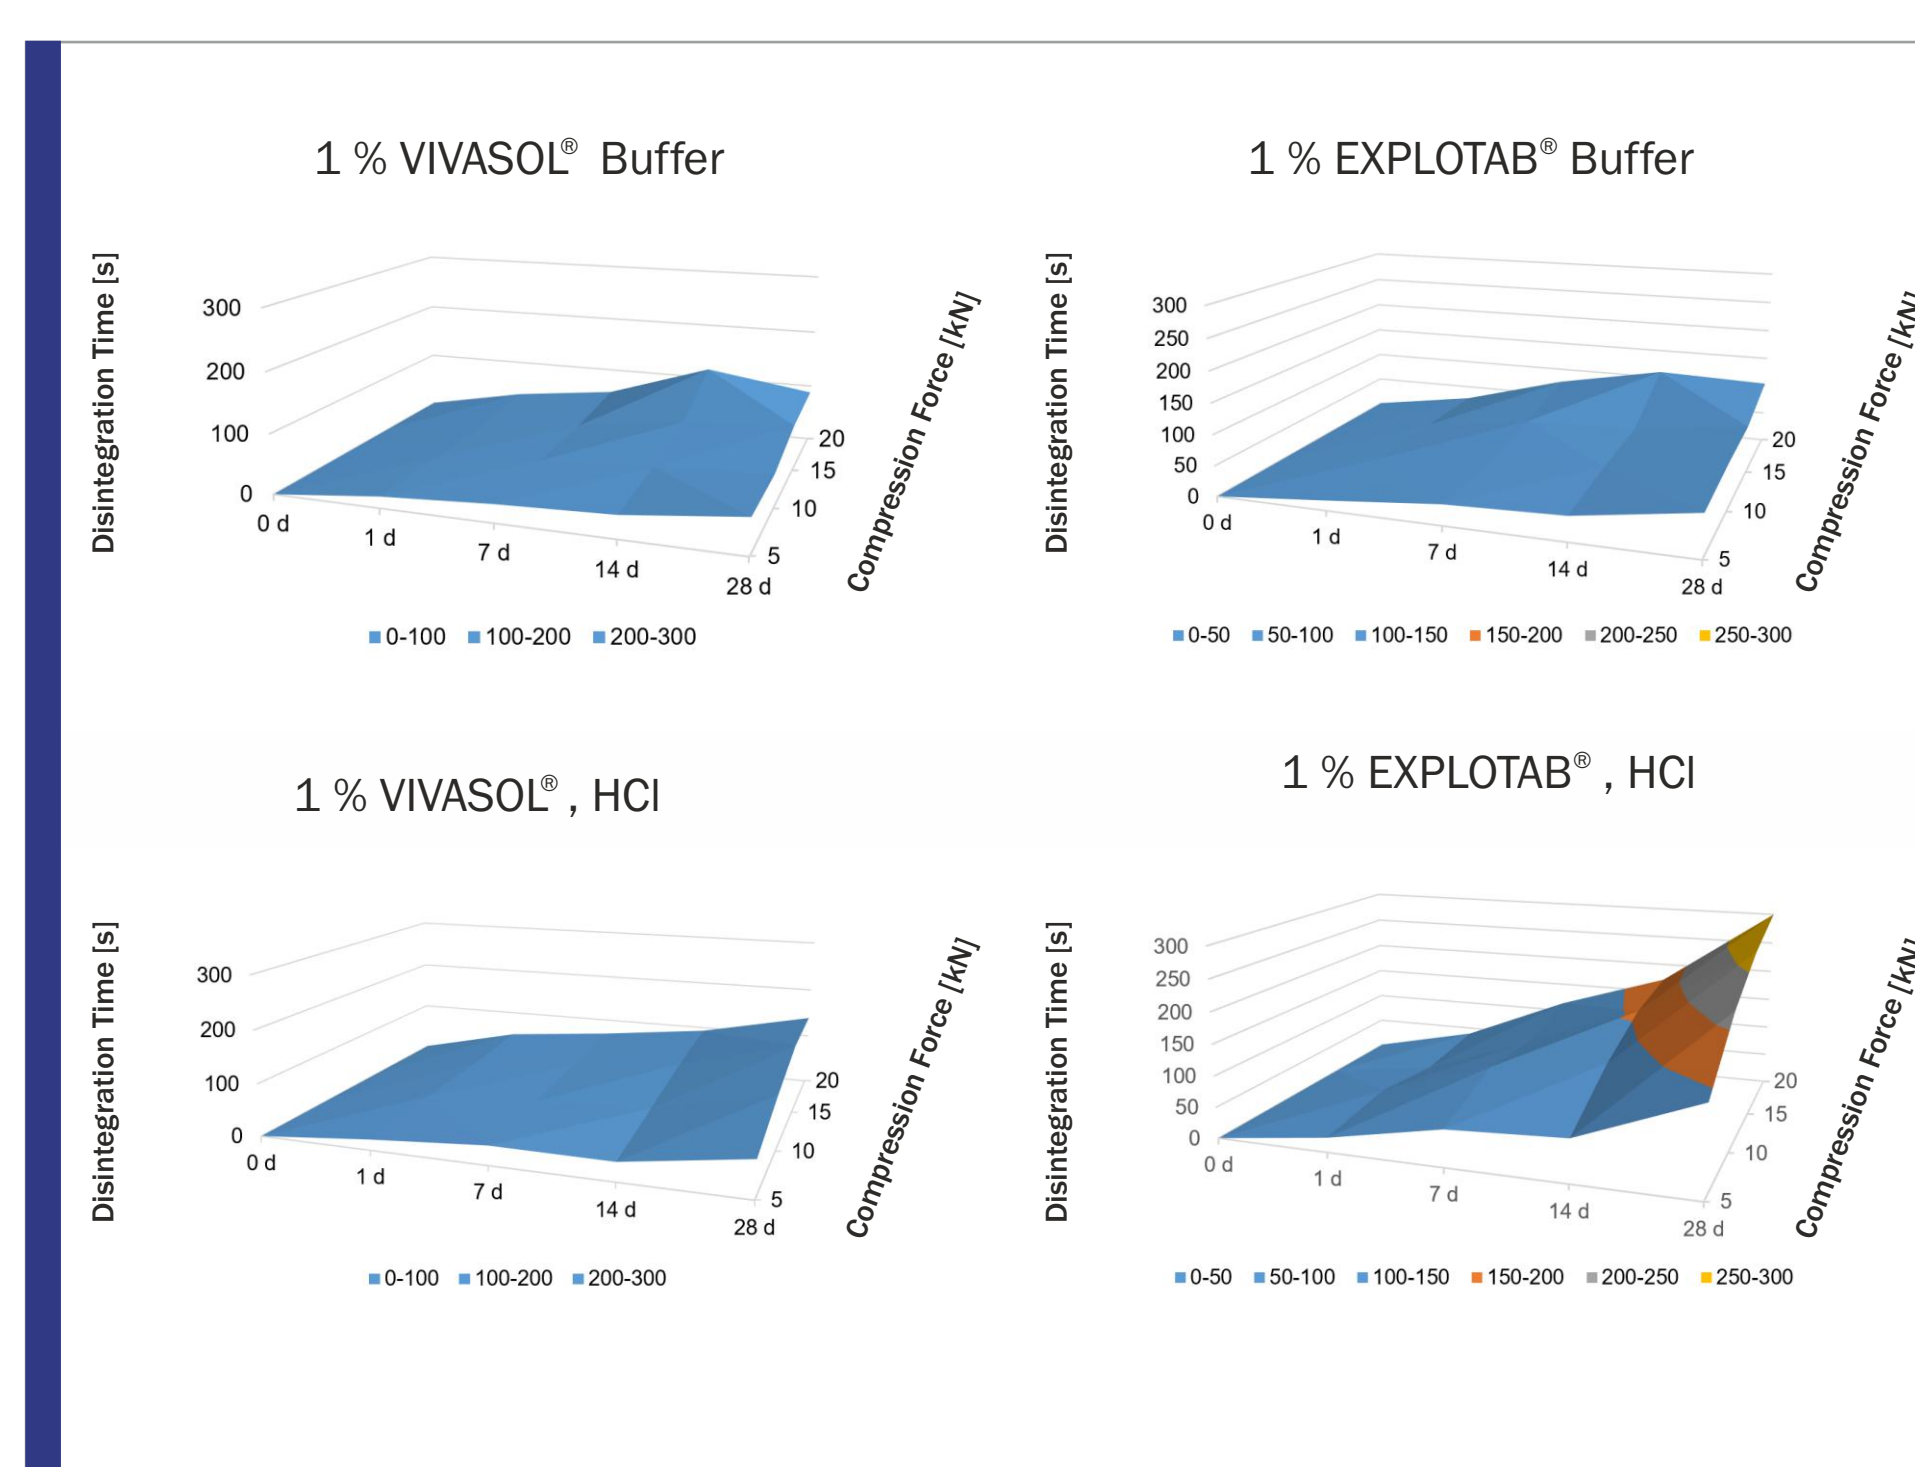 1 % VIVASOL® Buffer
Disintegration Time [s]
300
200
100
0
0 d
1 d
7 d
14 d
28 d
5
10
15
20
Compression Force [kN]
0-100 100-200 200-300
1 % EXPLOTAB® Buffer
Disintegration Time [s]
300
250
200
150
100
50
0
0 d
1 d
7 d
14 d
28 d
5
10
15
20
Compression Force [kN]
0-50 50-100 100-150 150-200 200-250 250-300
1 % VIVASOL® , HCl
Disintegration Time [s]
300
200
100
0
0 d
1 d
7 d
14 d
28 d
5
10
15
20
Compression Force [kN]
0-100 100-200 200-300
1 % EXPLOTAB® , HCl
Disintegration Time [s]
300
250
200
150
100
50
0
0 d
1 d
7 d
14 d
28 d
5
10
15
20
Compression Force [kN]
0-50 50-100 100-150 150-200 200-250 250-300